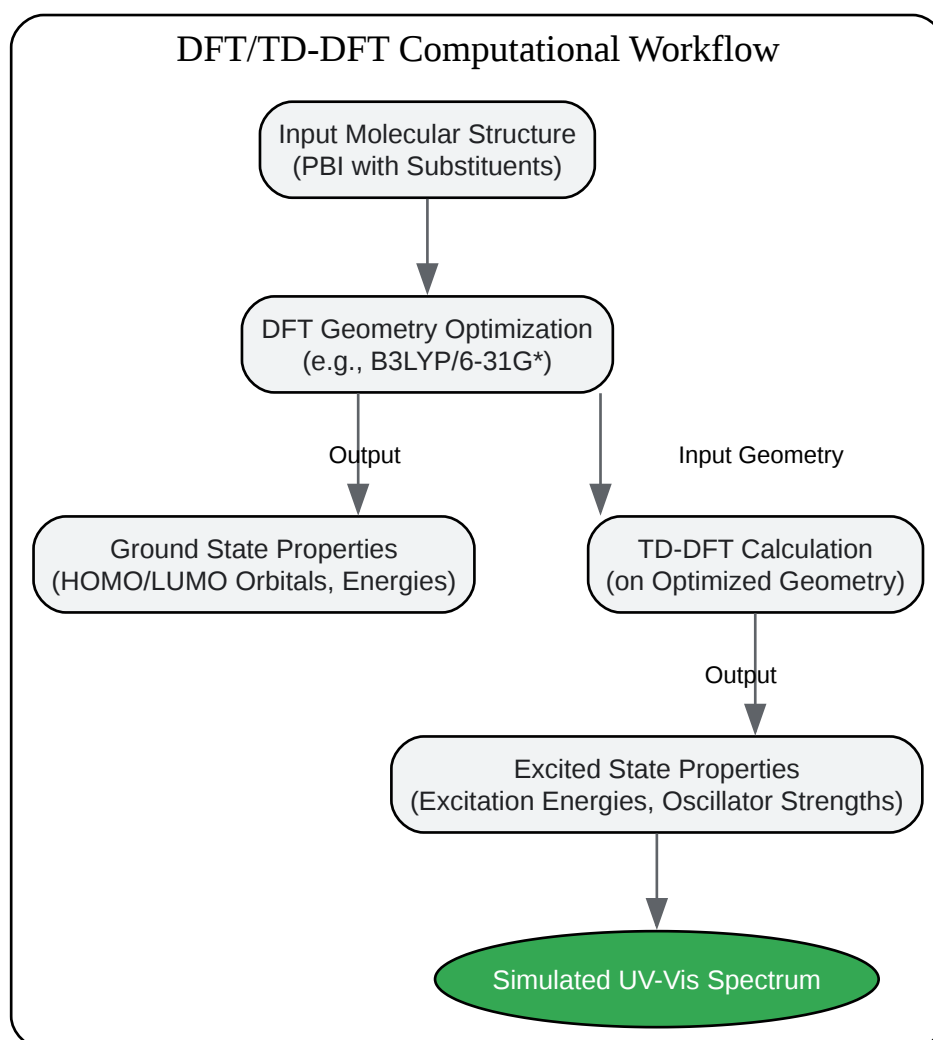 DFT/TD-DFT Computational Workflow
Input Molecular Structure
(PBI with Substituents)
DFT Geometry Optimization
(e.g., B3LYP/6-31G*)
Output
Input Geometry
Ground State Properties
(HOMO/LUMO Orbitals, Energies)
TD-DFT Calculation
(on Optimized Geometry)
Output
Excited State Properties
(Excitation Energies, Oscillator Strengths)
Simulated UV-Vis Spectrum